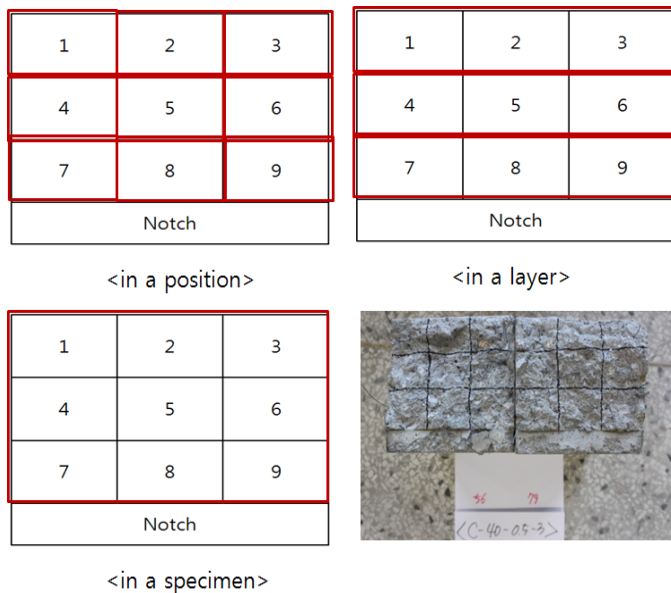 1 2 3
4 5 6
7 8 9
Notch
<in a position>
1 2 3
4 5 6
7 8 9
Notch
<in a layer>
1 2 3
4 5 6
7 8 9
Notch
<in a specimen>
56 79
<C-40-05-3>